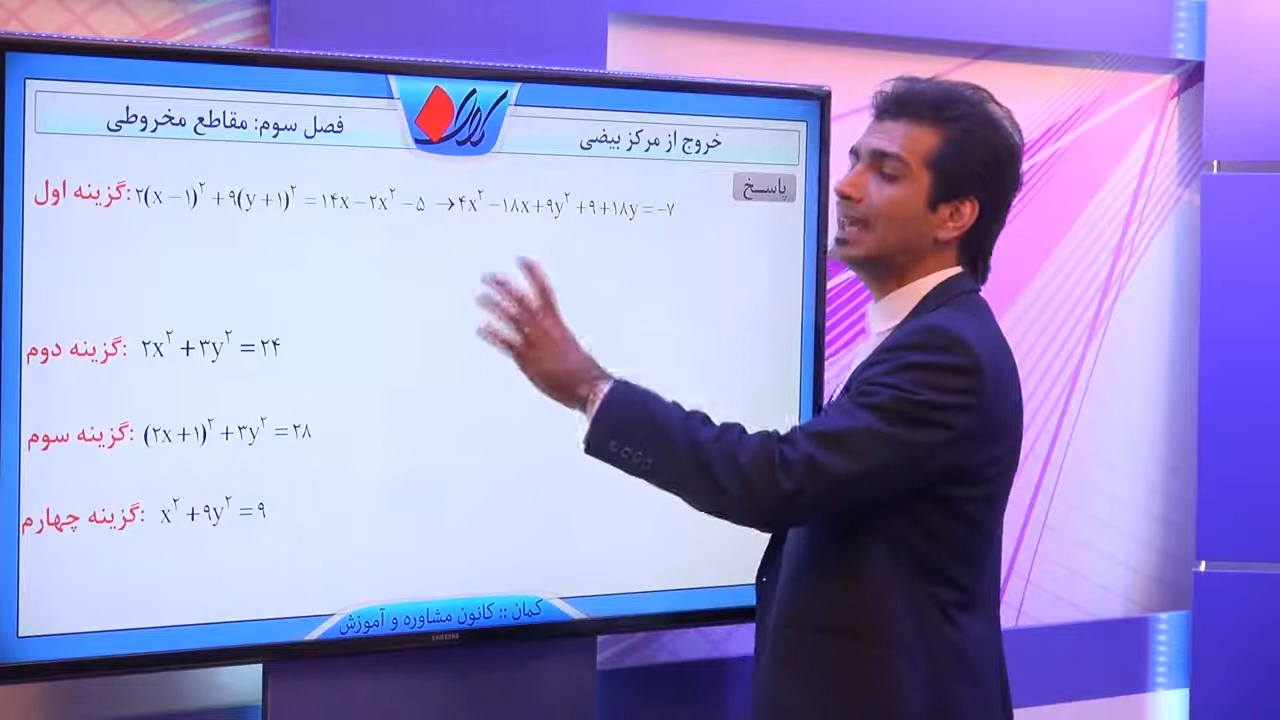 خروج از مرکز بیضی
فصل سوم: مقاطع مخروطی
پاسخ
گزینه اول: ۲(x −۱)^۲ +۹(y+۱)^۲ =۱۴x −۲x^۲ −۵ →۴x^۲ −۱۸x+۹y^۲ +۹+۱۸y =−۷
گزینه دوم: ۲x^۲ +۳y^۲ =۲۴
گزینه سوم: (۲x+۱)^۲ +۳y^۲ =۲۸
گزینه چهارم: x^۲ +۹y^۲ =۹
کمان :: کانون مشاوره و آموزش
SAMSUNG